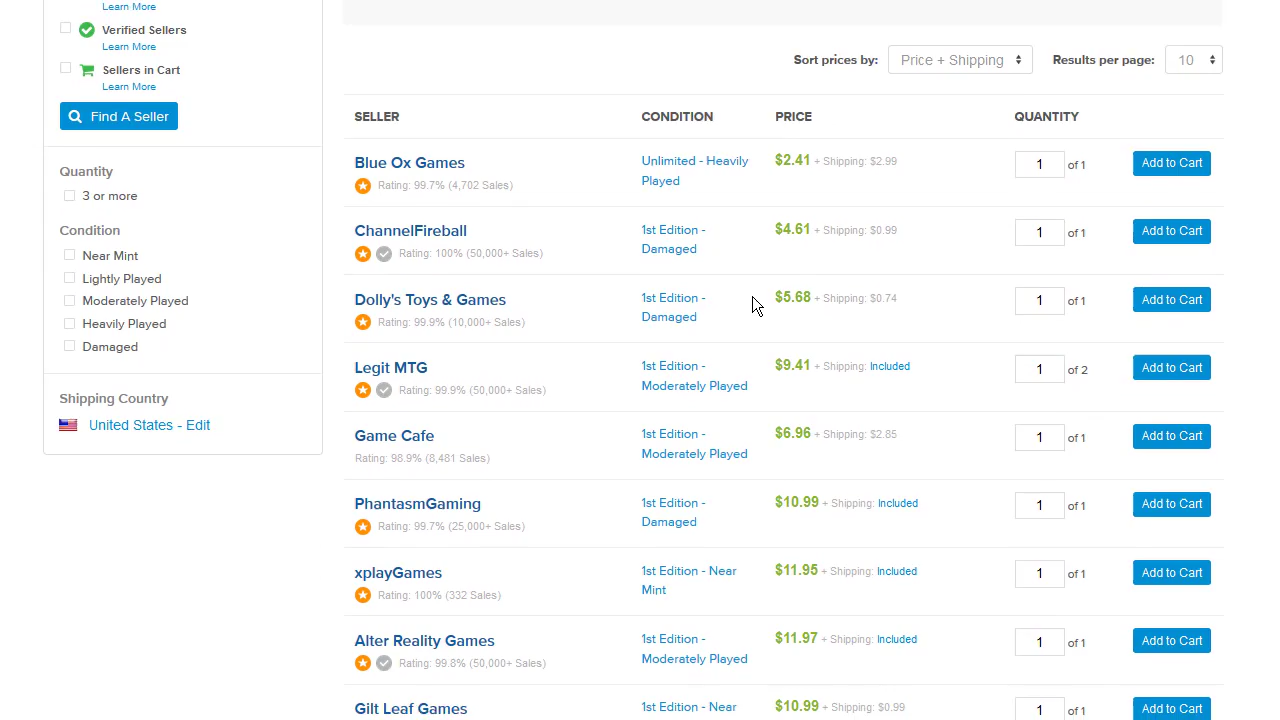 Learn More
Verified Sellers
Learn More
Sellers in Cart
Learn More
Find A Seller
Quantity
3 or more
Condition
Near Mint
Lightly Played
Moderately Played
Heavily Played
Damaged
Shipping Country
United States - Edit
Sort prices by: Price + Shipping Results per page: 10
SELLER CONDITION PRICE QUANTITY
Blue Ox Games Unlimited - Heavily $2.41 + Shipping: $2.99 1 of 1 Add to Cart
Rating: 99.7% (4,702 Sales) Played
ChannelFireball 1st Edition - $4.61 + Shipping: $0.99 1 of 1 Add to Cart
Rating: 100% (50,000+ Sales) Damaged
Dolly's Toys & Games 1st Edition - $5.68 + Shipping: $0.74 1 of 1 Add to Cart
Rating: 99.9% (10,000+ Sales) Damaged
Legit MTG 1st Edition - $9.41 + Shipping: Included 1 of 2 Add to Cart
Rating: 99.9% (50,000+ Sales) Moderately Played
Game Cafe 1st Edition - $6.96 + Shipping: $2.85 1 of 1 Add to Cart
Rating: 98.9% (8,481 Sales) Moderately Played
PhantasmGaming 1st Edition - $10.99 + Shipping: Included 1 of 1 Add to Cart
Rating: 99.7% (25,000+ Sales) Damaged
xplayGames 1st Edition - Near $11.95 + Shipping: Included 1 of 1 Add to Cart
Rating: 100% (332 Sales) Mint
Alter Reality Games 1st Edition - $11.97 + Shipping: Included 1 of 1 Add to Cart
Rating: 99.8% (50,000+ Sales) Moderately Played
Gilt Leaf Games 1st Edition - Near $10.99 + Shipping: $0.99 1 of 1 Add to Cart